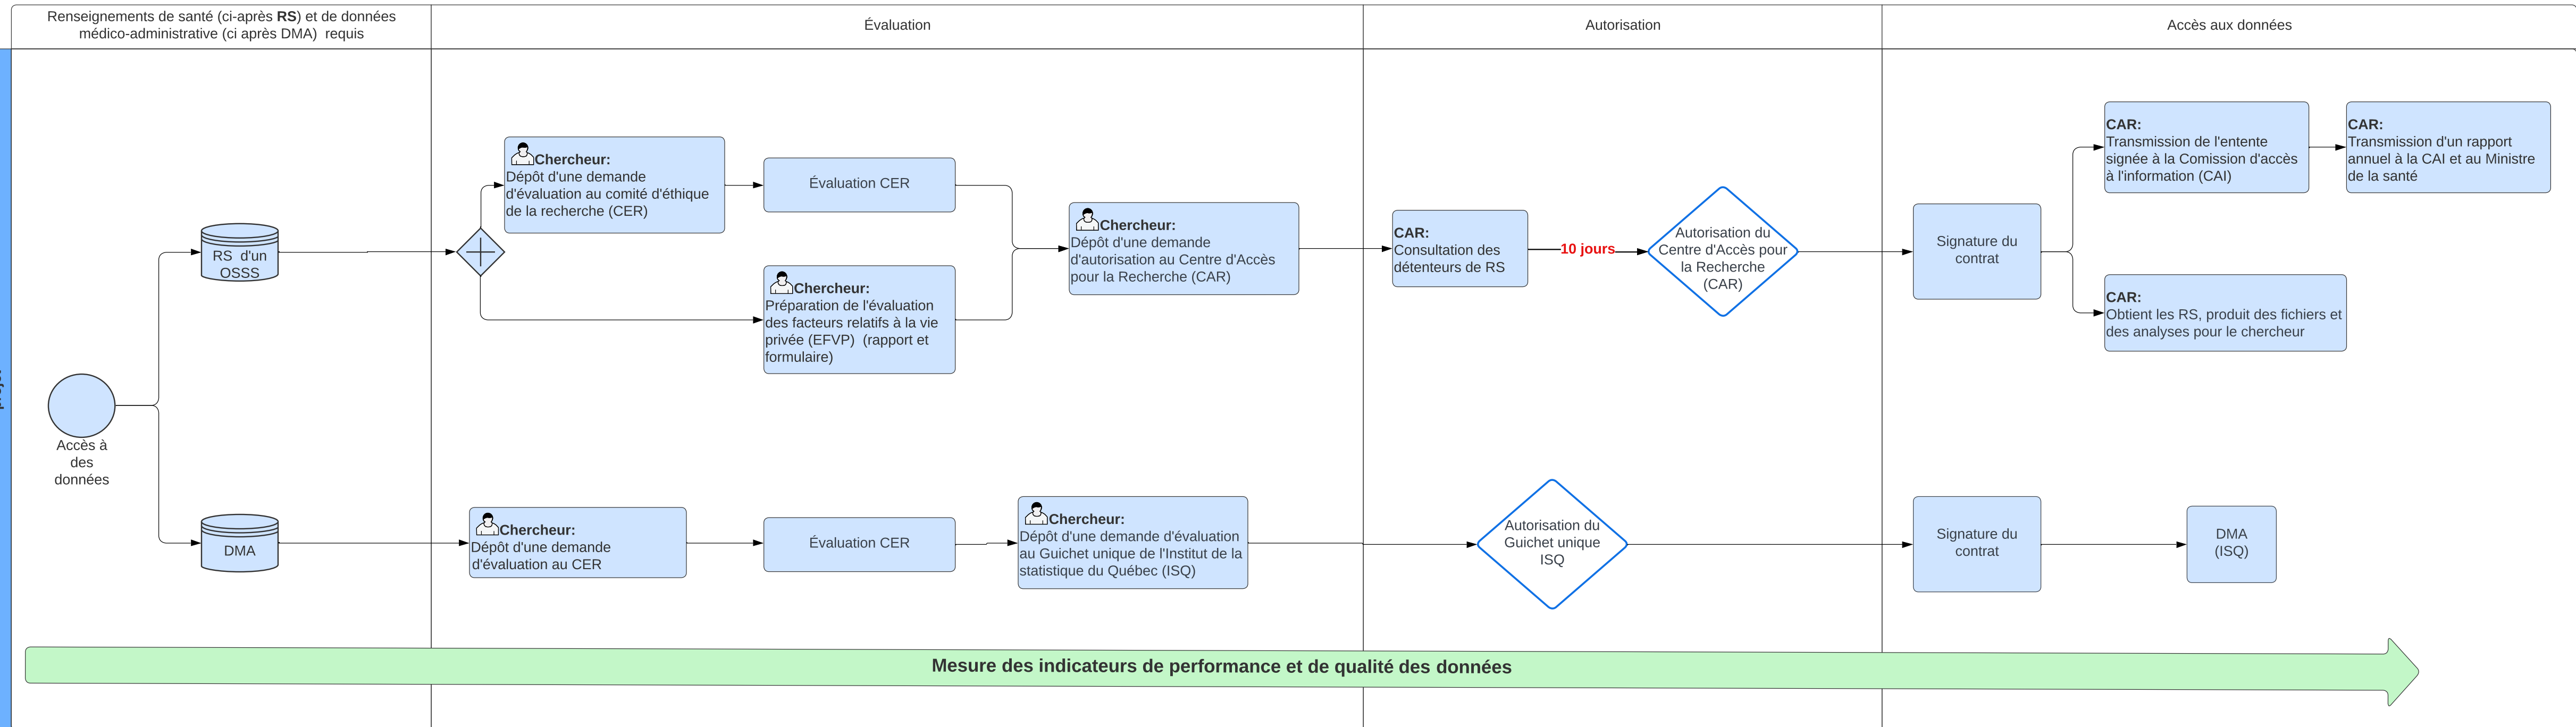 Renseignements de santé (ci-après RS) et de données
médico-administrative (ci après DMA) requis
Évaluation
Autorisation
Accès aux données
Accès à
des
données
RS d'un
OSSS
Chercheur:
Dépôt d'une demande
d'évaluation au comité d'éthique
de la recherche (CER)
Évaluation CER
Chercheur:
Préparation de l'évaluation
des facteurs relatifs à la vie
privée (EFVP) (rapport et
formulaire)
Chercheur:
Dépôt d'une demande
d'autorisation au Centre d'Accès
pour la Recherche (CAR)
CAR:
Consultation des
détenteurs de RS
10 jours
Autorisation du
Centre d'Accès pour
la Recherche
(CAR)
Signature du
contrat
CAR:
Transmission de l'entente
signée à la Comission d'accès
à l'information (CAI)
CAR:
Transmission d'un rapport
annuel à la CAI et au Ministre
de la santé
CAR:
Obtient les RS, produit des fichiers et
des analyses pour le chercheur
DMA
Chercheur:
Dépôt d'une demande
d'évaluation au CER
Évaluation CER
Chercheur:
Dépôt d'une demande d'évaluation
au Guichet unique de l'Institut de la
statistique du Québec (ISQ)
Autorisation du
Guichet unique
ISQ
Signature du
contrat
DMA
(ISQ)
Mesure des indicateurs de performance et de qualité des données